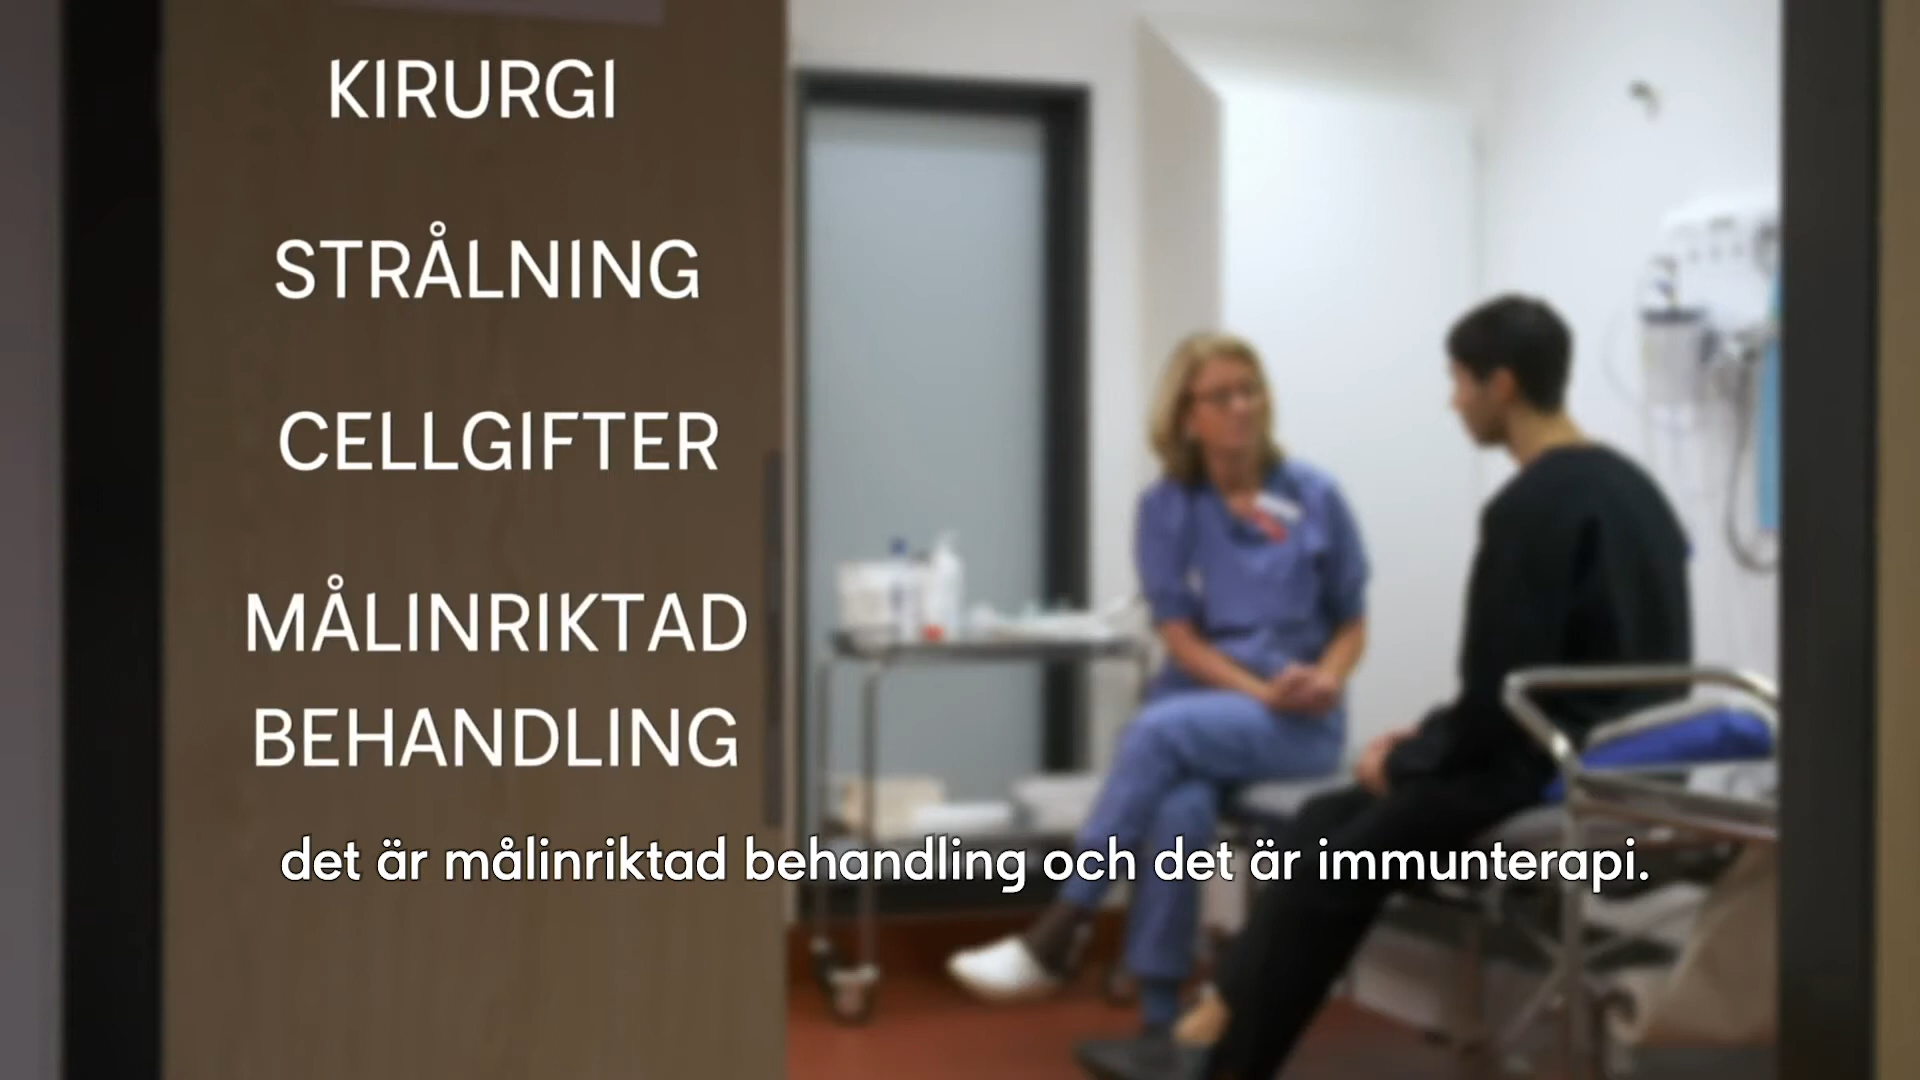 KIRURGI
STRÅLNING
CELLGIFTER
MÅLINRIKTAD
BEHANDLING
det är målinriktad behandling och det är immunterapi.